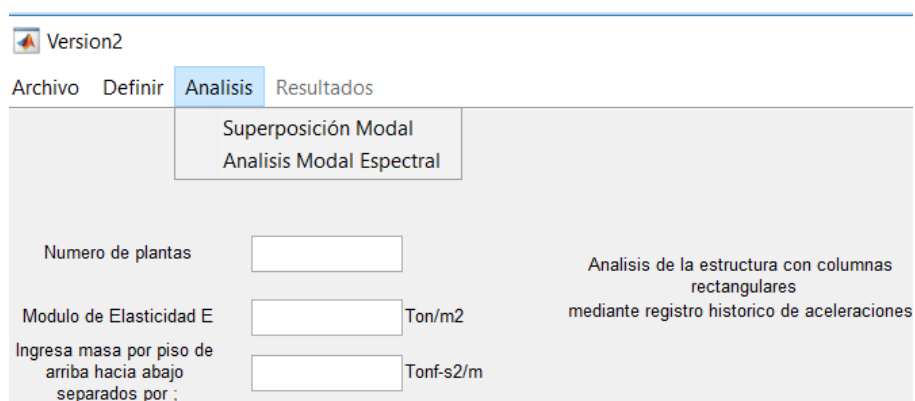 Version2
Archivo Definir Analisis Resultados
Superposición Modal
Analisis Modal Espectral
Numero de plantas
Analisis de la estructura con columnas
rectangulares
mediante registro historico de aceleraciones
Modulo de Elasticidad E
Ton/m2
Ingresa masa por piso de
arriba hacia abajo
separados por ;
Tonf-s2/m